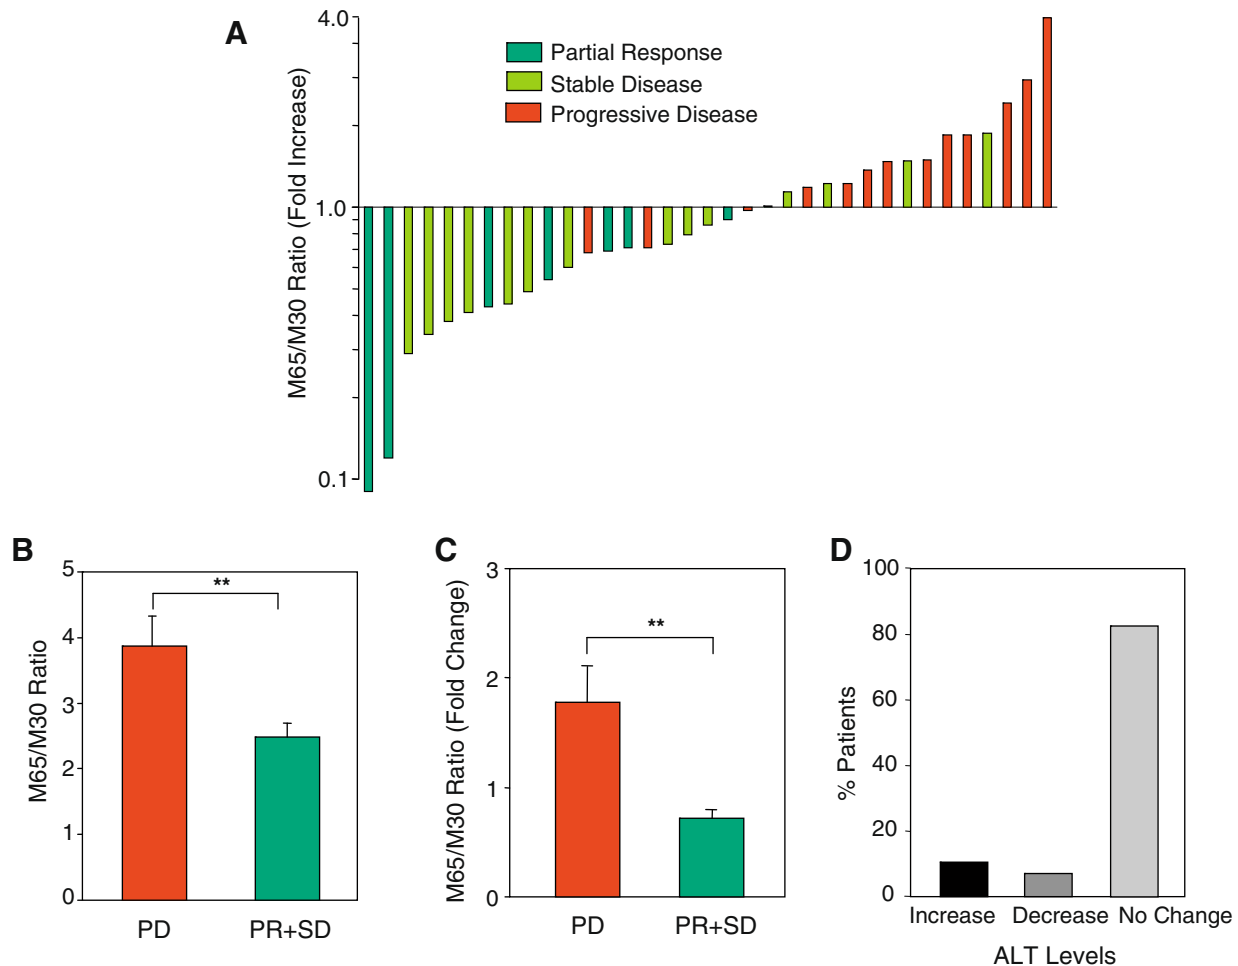 A
M65/M30 Ratio (Fold Increase)
4.0
1.0
0.1
Partial Response
Stable Disease
Progressive Disease
B
M65/M30 Ratio
5
4
3
2
1
0
**
PD
PR+SD
C
M65/M30 Ratio (Fold Change)
3
2
1
0
**
PD
PR+SD
D
% Patients
100
80
60
40
20
0
Increase
Decrease
No Change
ALT Levels